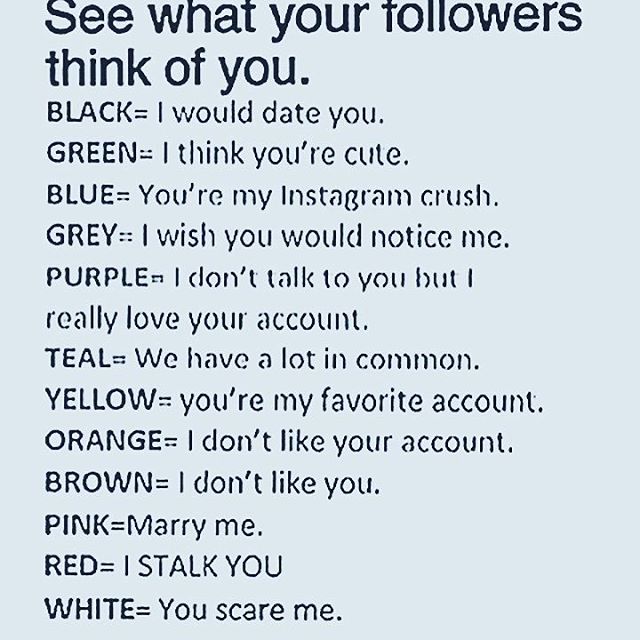 See what your followers
think of you.
BLACK= I would date you.
GREEN= I think you're cute.
BLUE= You're my Instagram crush.
GREY= I wish you would notice me.
PURPLE= I don't talk to you but I
really love your account.
TEAL= We have a lot in common.
YELLOW= you're my favorite account.
ORANGE= I don't like your account.
BROWN= I don't like you.
PINK=Marry me.
RED= I STALK YOU
WHITE= You scare me.